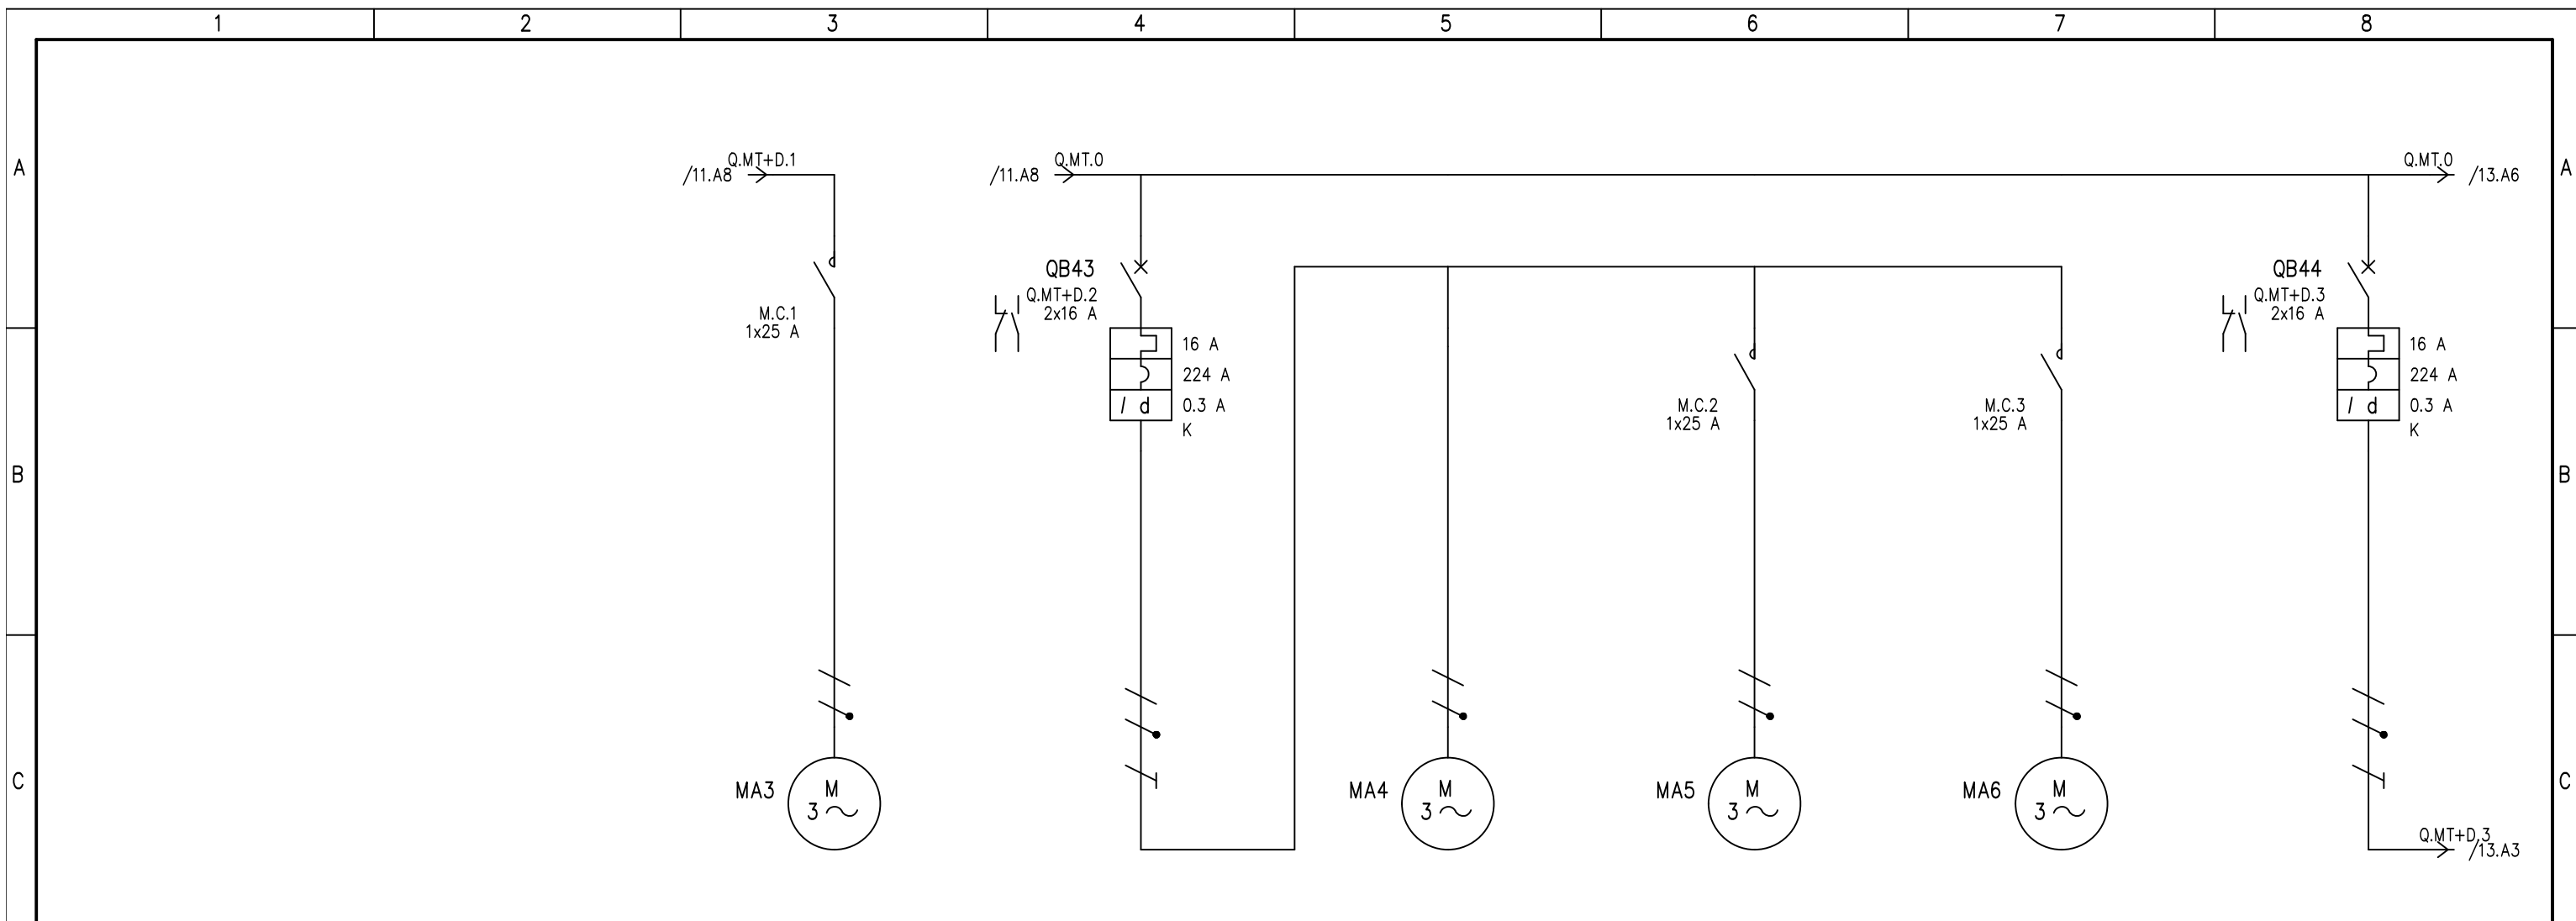 1 2 3 4 5 6 7 8
A A
Q.MT+D.1
/11.A8
Q.MT.0
/11.A8
Q.MT.0
/13.A6
M.C.1
1x25 A
QB43
Q.MT+D.2
2x16 A
16 A
224 A
I d 0.3 A
K
M.C.2
1x25 A
M.C.3
1x25 A
QB44
Q.MT+D.3
2x16 A
16 A
224 A
I d 0.3 A
K
B B
C C
MA3
M
3
MA4
M
3
MA5
M
3
MA6
M
3
Q.MT+D.3
/13.A3